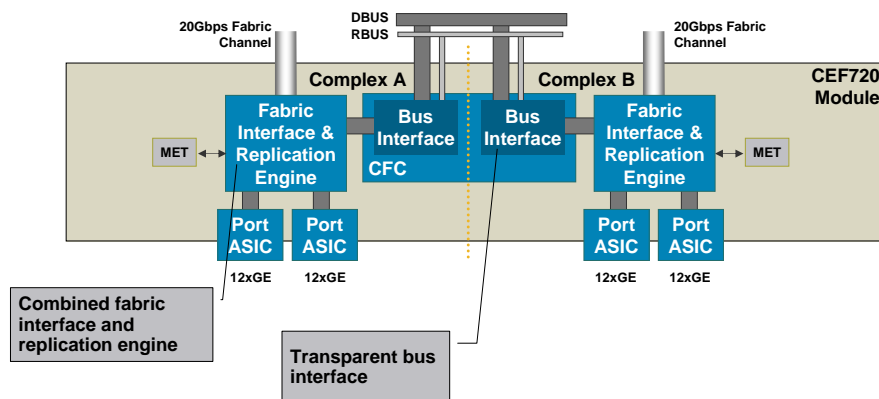 DBUS
RBUS
20Gbps Fabric
Channel
20Gbps Fabric
Channel
Complex A
Complex B
CEF720
Module
Fabric
Interface &
Replication
Engine
Bus
Interface
Bus
Interface
CFC
Fabric
Interface &
Replication
Engine
MET
MET
Port
ASIC
Port
ASIC
Port
ASIC
Port
ASIC
12xGE
12xGE
12xGE
12xGE
Combined fabric
interface and
replication engine
Transparent bus
interface